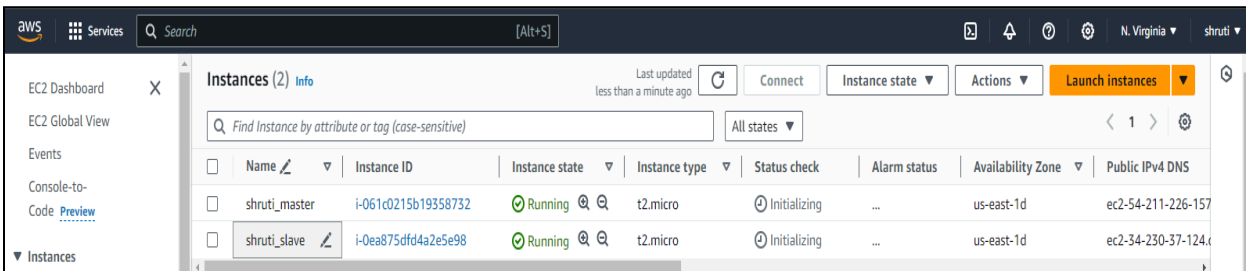 aws Services Search [Alt+S] N. Virginia ▼ shruti ▼
EC2 Dashboard
EC2 Global View
Events
Console-to-
Code Preview
▼ Instances
Instances (2) Info
Last updated
less than a minute ago
Connect Instance state ▼ Actions ▼ Launch instances ▼
Find Instance by attribute or tag (case-sensitive) All states ▼
< 1 >
Name Instance ID Instance state Instance type Status check Alarm status Availability Zone Public IPv4 DNS
shruti_master i-061c0215b19358732 Running t2.micro Initializing ... us-east-1d ec2-54-211-226-157
shruti_slave i-0ea875dfd4a2e5e98 Running t2.micro Initializing ... us-east-1d ec2-34-230-37-124.c